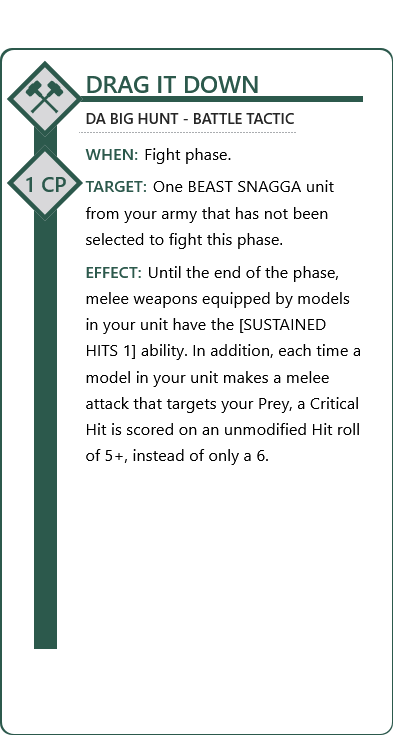 DRAG IT DOWN
DA BIG HUNT - BATTLE TACTIC
WHEN: Fight phase.
1 CP
TARGET: One BEAST SNAGGA unit
from your army that has not been
selected to fight this phase.
EFFECT: Until the end of the phase,
melee weapons equipped by models
in your unit have the [SUSTAINED
HITS 1] ability. In addition, each time a
model in your unit makes a melee
attack that targets your Prey, a Critical
Hit is scored on an unmodified Hit roll
of 5+, instead of only a 6.